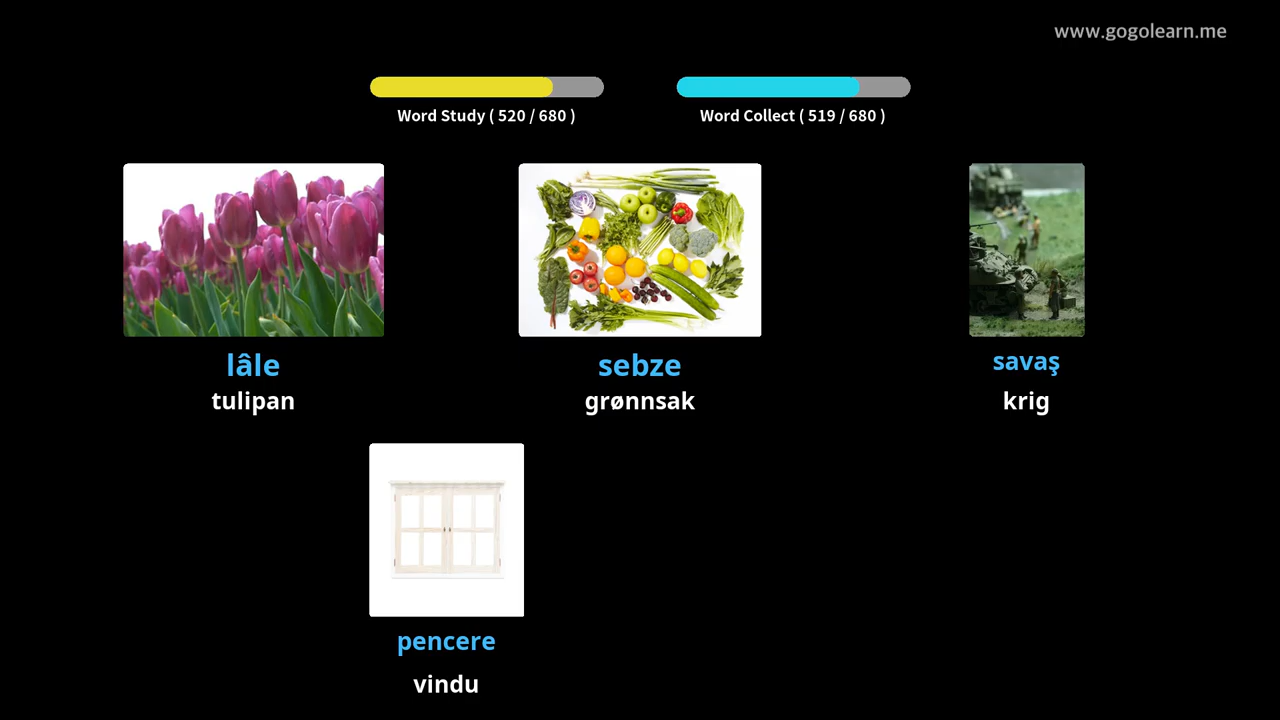 www.gogolearn.me
Word Study ( 520 / 680 )
Word Collect ( 519 / 680 )
lâle
tulipan
sebze
grønnsak
savaş
krig
pencere
vindu